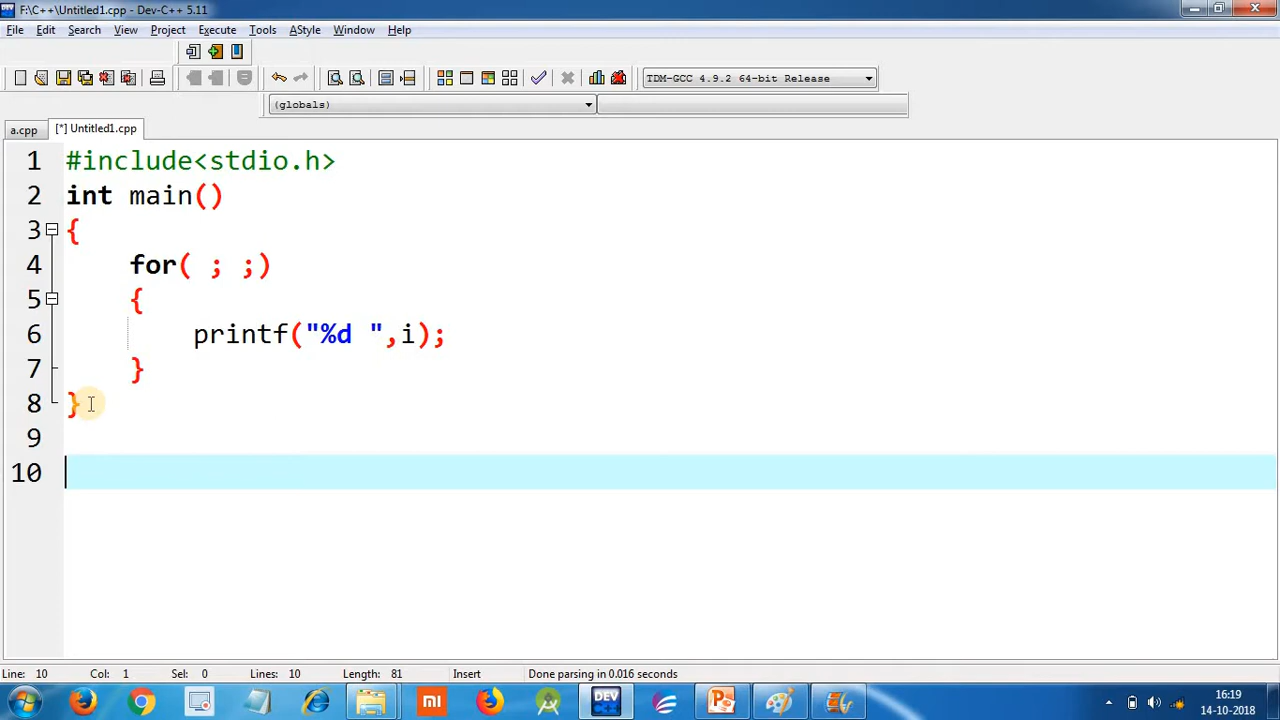 F:\C++\Untitled1.cpp - Dev-C++ 5.11
File Edit Search View Project Execute Tools AStyle Window Help
TDM-GCC 4.9.2 64-bit Release
(globals)
a.cpp [*] Untitled1.cpp
1 #include<stdio.h>
2 int main()
3 {
4 for( ; ;)
5 {
6 printf("%d ",i);
7 }
8 }
9
10
Line: 10 Col: 1 Sel: 0 Lines: 10 Length: 81 Insert Done parsing in 0.016 seconds
mi DEV C++ 16:19
14-10-2018